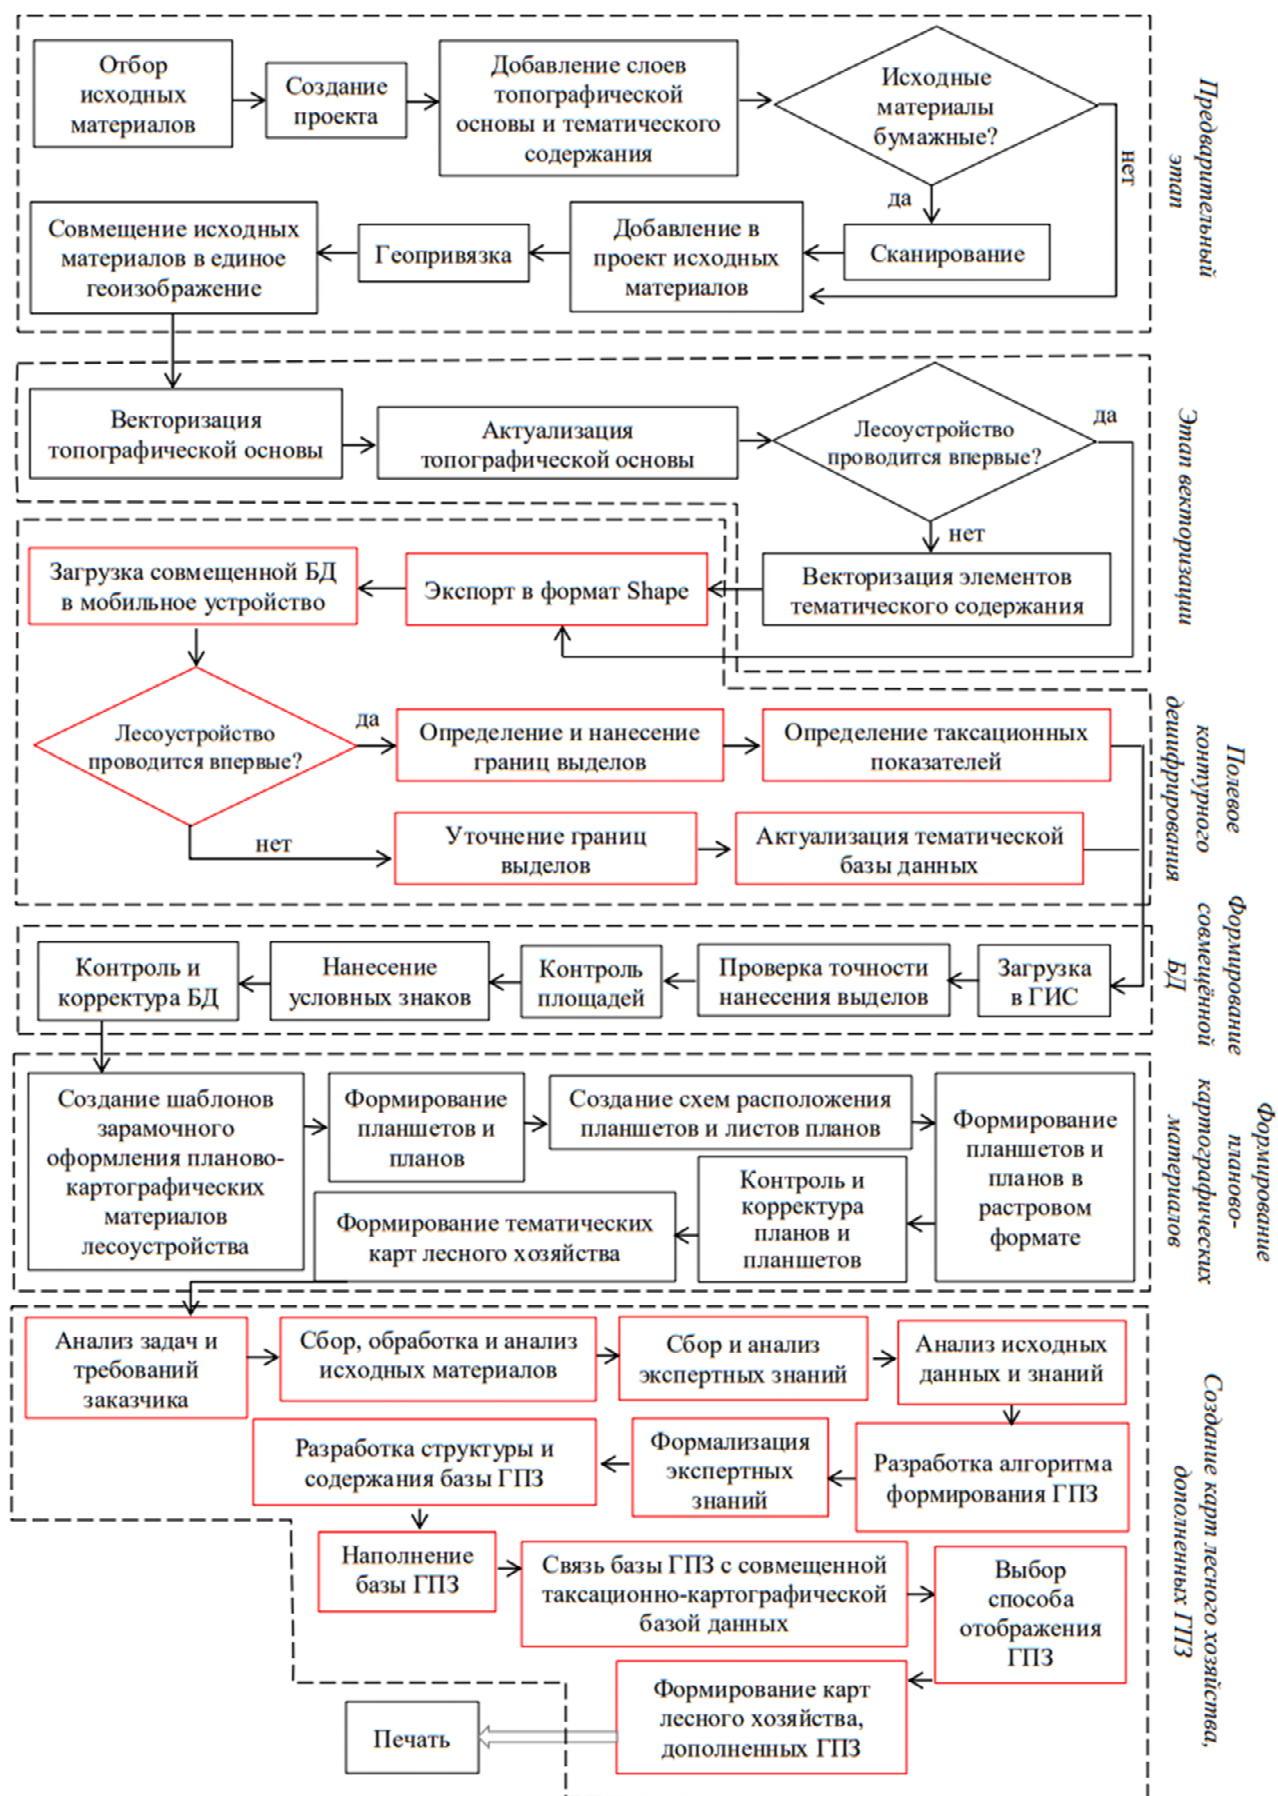 Отбор
исходных
материалов
Создание
проекта
Добавление слоев
топографической
основы и тематического
содержания
Исходные
материалы
бумажные?
нет
да
Предварительный
этап
Сканирование
Добавление в
проект исходных
материалов
Геопривязка
Совмещение исходных
материалов в единое
геоизображение
Векторизация
топографической основы
Актуализация
топографической основы
Лесоустройство
проводится впервые?
да
нет
Этап векторизации
Векторизация элементов
тематического содержания
Экспорт в формат Shape
Загрузка совмещенной БД
в мобильное устройство
Лесоустройство
проводится впервые?
да
Определение и нанесение
границ выделов
Определение таксационных
показателей
нет
Уточнение границ
выделов
Актуализация тематической
базы данных
Полевое
контурного
дешифрирования
Загрузка
в ГИС
Проверка точности
нанесения выделов
Контроль
площадей
Нанесение
условных знаков
Контроль и
корректура БД
Формирование
совмещённой
БД
Создание шаблонов
зарамочного
оформления планово-
картографических
материалов
лесоустройства
Формирование
планшетов и
планов
Создание схем расположения
планшетов и листов планов
Формирование
планшетов и
планов в
растровом
формате
Контроль и
корректура
планов и
планшетов
Формирование тематических
карт лесного хозяйства
Формирование
планово-
картографических
материалов
Анализ задач и
требований
заказчика
Сбор, обработка и анализ
исходных материалов
Сбор и анализ
экспертных знаний
Анализ исходных
данных и знаний
Разработка алгоритма
формирования ГПЗ
Формализация
экспертных
знаний
Разработка структуры и
содержания базы ГПЗ
Наполнение
базы ГПЗ
Связь базы ГПЗ с совмещенной
таксационно-картографической
базой данных
Выбор
способа
отображения
ГПЗ
Формирование карт
лесного хозяйства,
дополненных ГПЗ
Печать
Создание карт лесного хозяйства,
дополненных ГПЗ